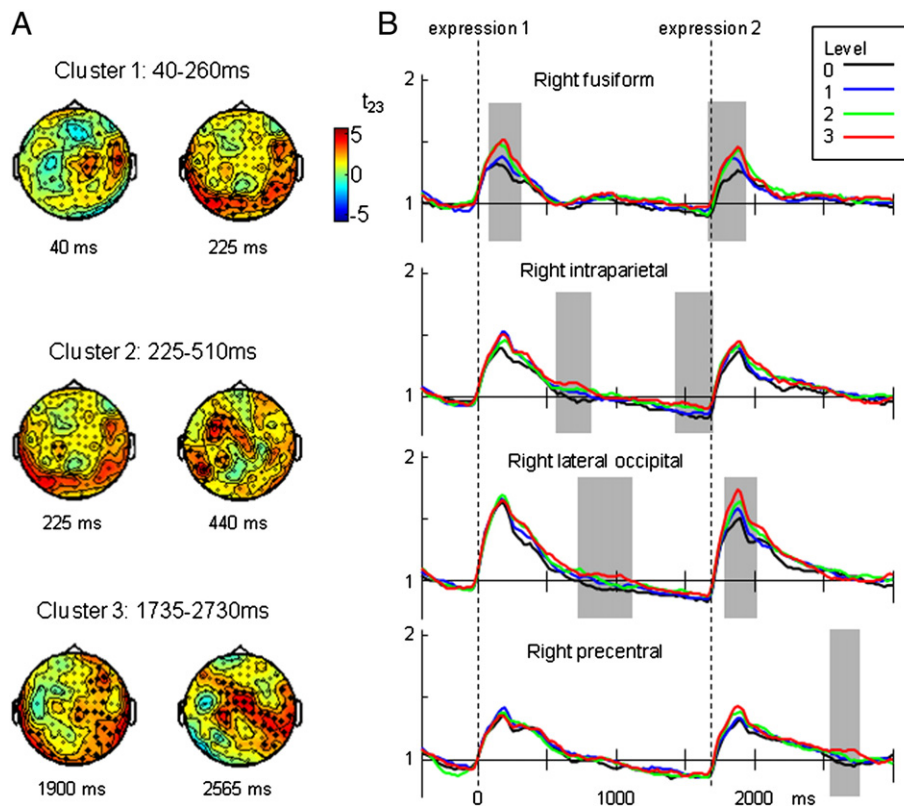 A
Cluster 1: 40-260ms
t23
5
0
-5
40 ms
225 ms
Cluster 2: 225-510ms
225 ms
440 ms
Cluster 3: 1735-2730ms
1900 ms
2565 ms
B
expression 1
expression 2
Level
0
1
2
3
2
Right fusiform
1
2
Right intraparietal
1
2
Right lateral occipital
1
2
Right precentral
1
0
1000
2000 ms